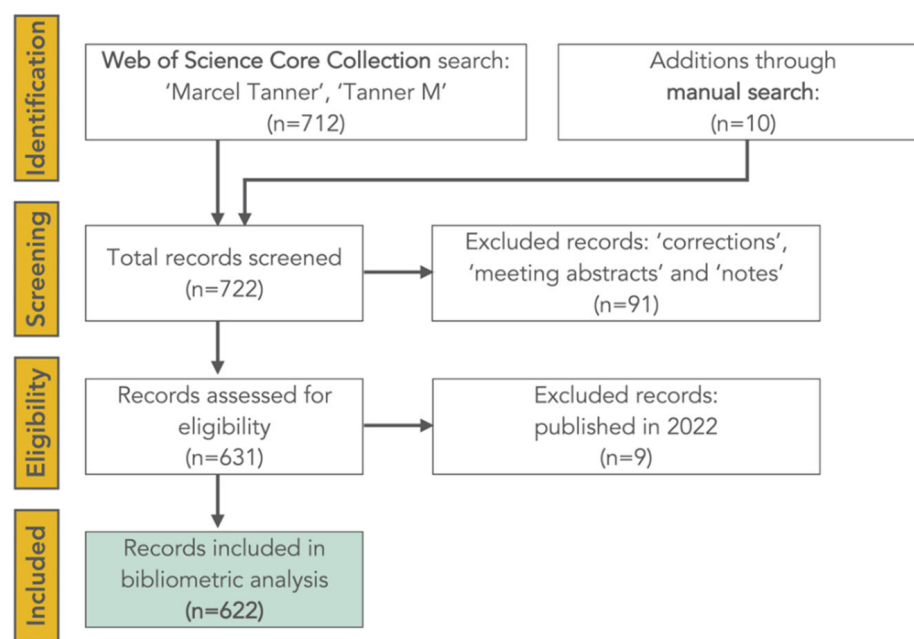 Identification
Web of Science Core Collection search:
‘Marcel Tanner’, ‘Tanner M’
(n=712)
Additions through
manual search:
(n=10)
Screening
Total records screened
(n=722)
Excluded records: ‘corrections’,
‘meeting abstracts’ and ‘notes’
(n=91)
Eligibility
Records assessed for
eligibility
(n=631)
Excluded records:
published in 2022
(n=9)
Included
Records included in
bibliometric analysis
(n=622)